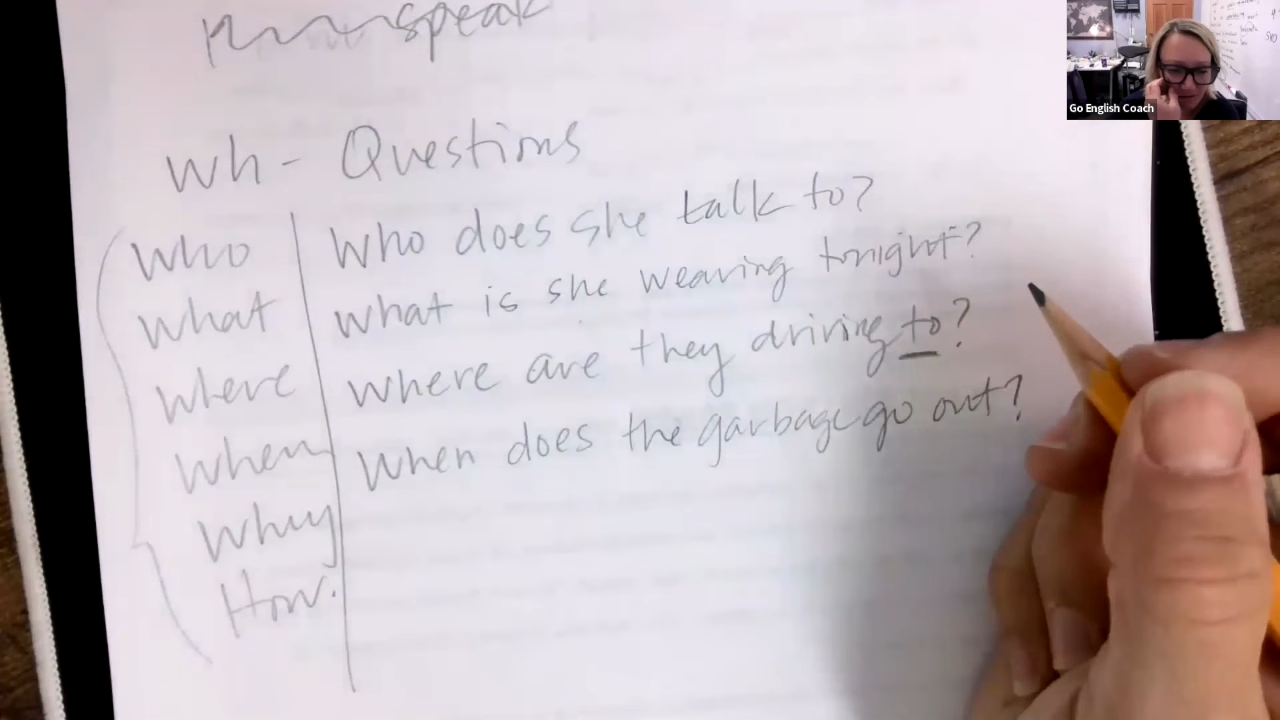 speak
Go English Coach
Wh- Questions
Who Who does she talk to?
What What is she wearing tonight?
Where Where are they driving to?
When When does the garbage go out?
Why
How.